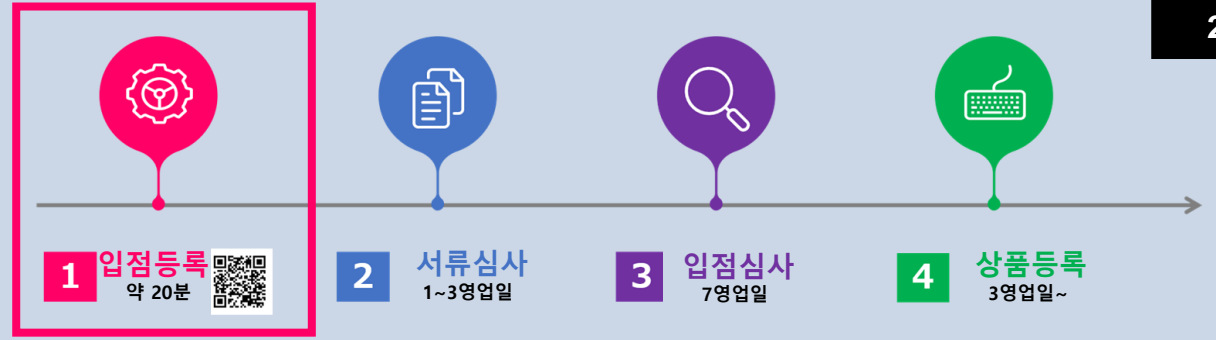 2
1 입점등록
약 20분
2 서류심사
1~3영업일
3 입점심사
7영업일
4 상품등록
3영업일~